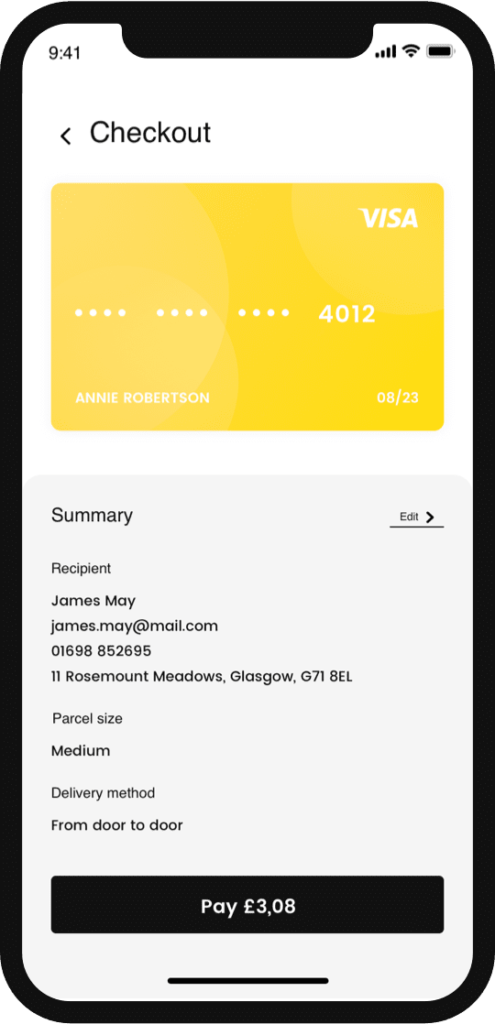 9:41
Checkout
VISA
•••• •••• •••• 4012
ANNIE ROBERTSON 08/23
Summary Edit
Recipient
James May
james.may@mail.com
01698 852695
11 Rosemount Meadows, Glasgow, G71 8EL
Parcel size
Medium
Delivery method
From door to door
Pay £3,08